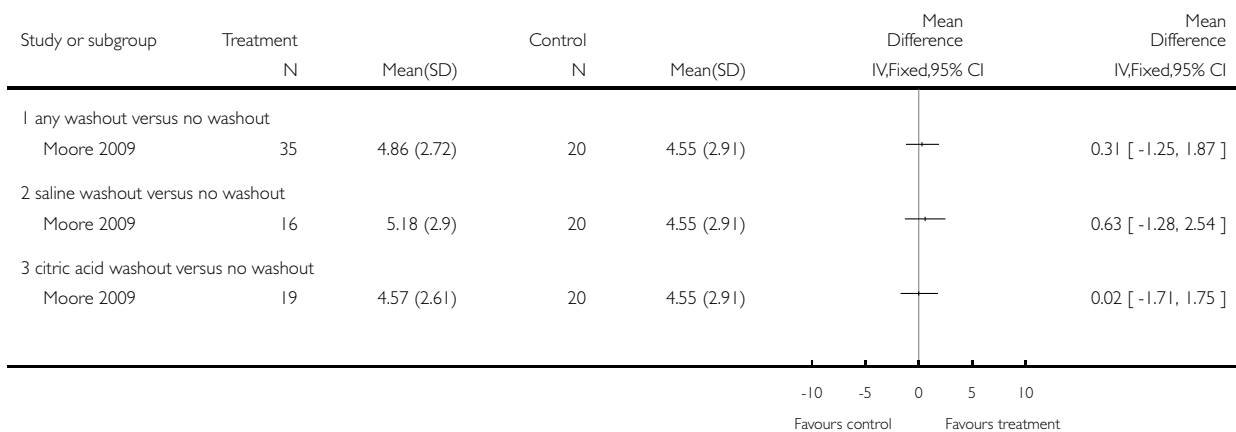 Mean Mean
Study or subgroup Treatment Control Difference Difference
N Mean(SD) N Mean(SD) IV,Fixed,95% CI IV,Fixed,95% CI
1 any washout versus no washout
Moore 2009 35 4.86 (2.72) 20 4.55 (2.91) 0.31 [ -1.25, 1.87 ]
2 saline washout versus no washout
Moore 2009 16 5.18 (2.9) 20 4.55 (2.91) 0.63 [ -1.28, 2.54 ]
3 citric acid washout versus no washout
Moore 2009 19 4.57 (2.61) 20 4.55 (2.91) 0.02 [ -1.71, 1.75 ]
-10 -5 0 5 10
Favours control Favours treatment